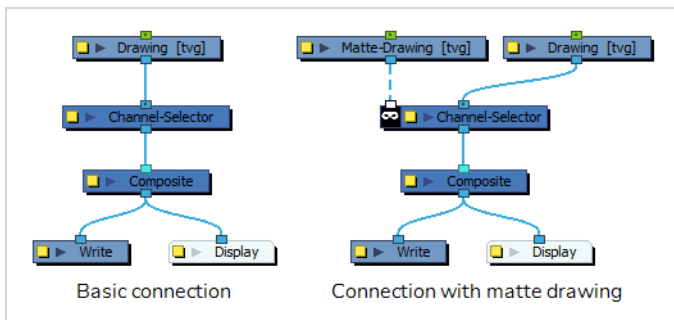 Drawing [tvg]
Channel-Selector
Composite
Write
Display
Basic connection
Matte-Drawing [tvg]
Drawing [tvg]
Channel-Selector
Composite
Write
Display
Connection with matte drawing